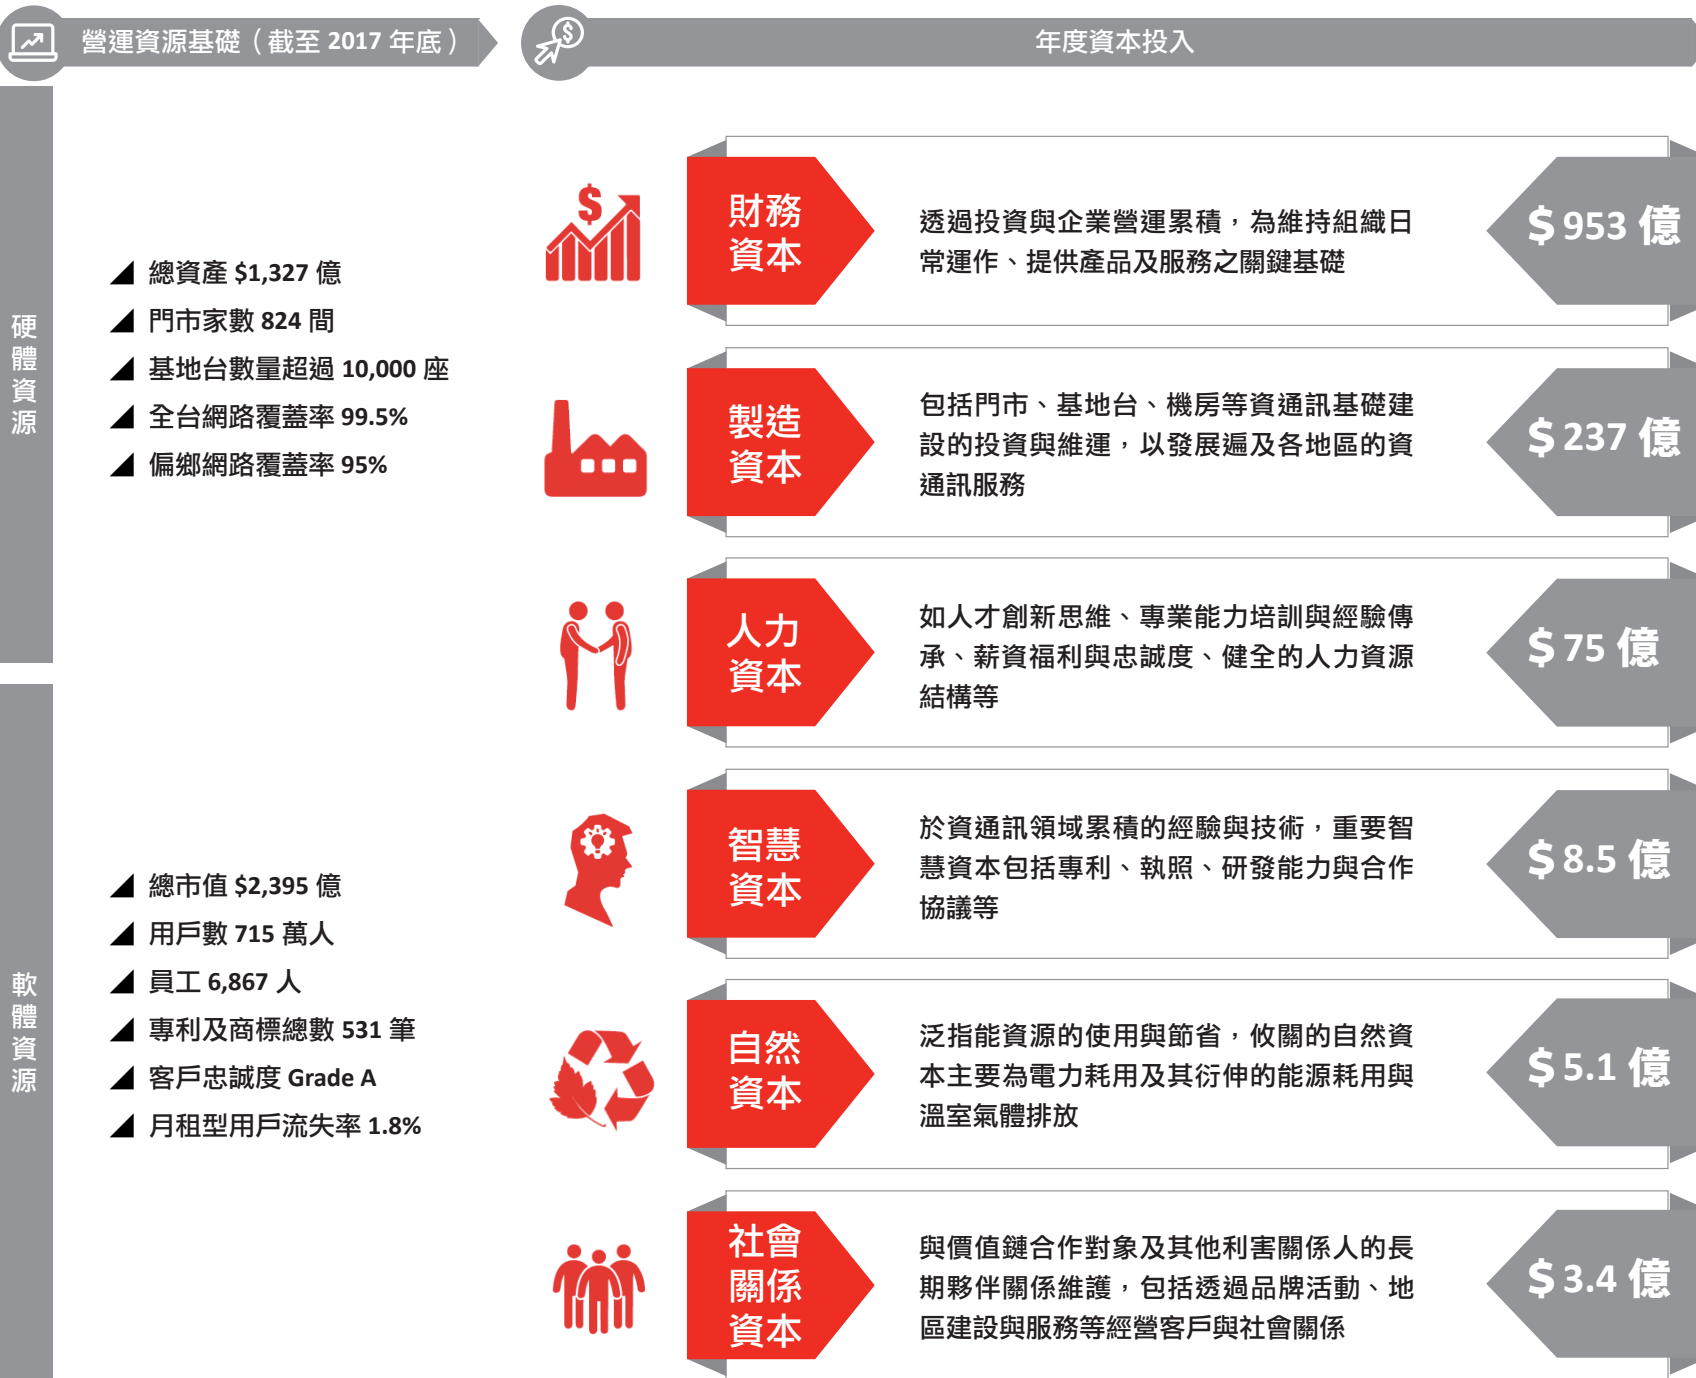 營運資源基礎（截至 2017 年底）
年度資本投入
硬體資源
總資產 $1,327 億
門市家數 824 間
基地台數量超過 10,000 座
全台網路覆蓋率 99.5%
偏鄉網路覆蓋率 95%
軟體資源
總市值 $2,395 億
用戶數 715 萬人
員工 6,867 人
專利及商標總數 531 筆
客戶忠誠度 Grade A
月租型用戶流失率 1.8%
財務
資本
透過投資與企業營運累積，為維持組織日
常運作、提供產品及服務之關鍵基礎
$ 953 億
製造
資本
包括門市、基地台、機房等資通訊基礎建
設的投資與維運，以發展遍及各地區的資
通訊服務
$ 237 億
人力
資本
如人才創新思維、專業能力培訓與經驗傳
承、薪資福利與忠誠度、健全的人力資源
結構等
$ 75 億
智慧
資本
於資通訊領域累積的經驗與技術，重要智
慧資本包括專利、執照、研發能力與合作
協議等
$ 8.5 億
自然
資本
泛指能資源的使用與節省，攸關的自然資
本主要為電力耗用及其衍伸的能源耗用與
溫室氣體排放
$ 5.1 億
社會
關係
資本
與價值鏈合作對象及其他利害關係人的長
期夥伴關係維護，包括透過品牌活動、地
區建設與服務等經營客戶與社會關係
$ 3.4 億